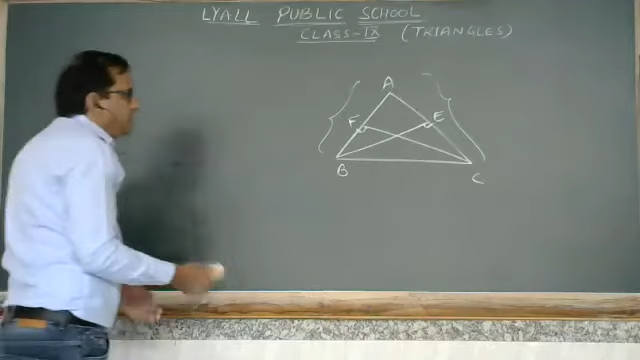 LYALL PUBLIC SCHOOL
CLASS-IX (TRIANGLES)
A
F E
B C